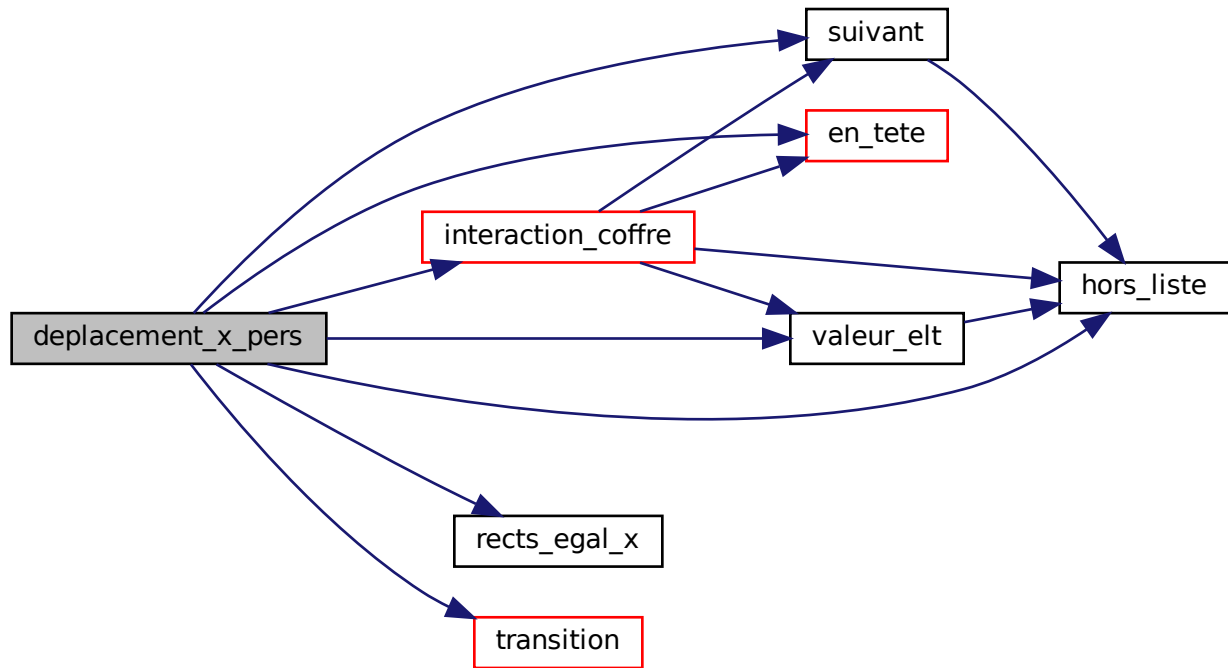 suivant
en_tete
interaction_coffre
hors_liste
deplacement_x_pers
valeur_elt
rects_egal_x
transition